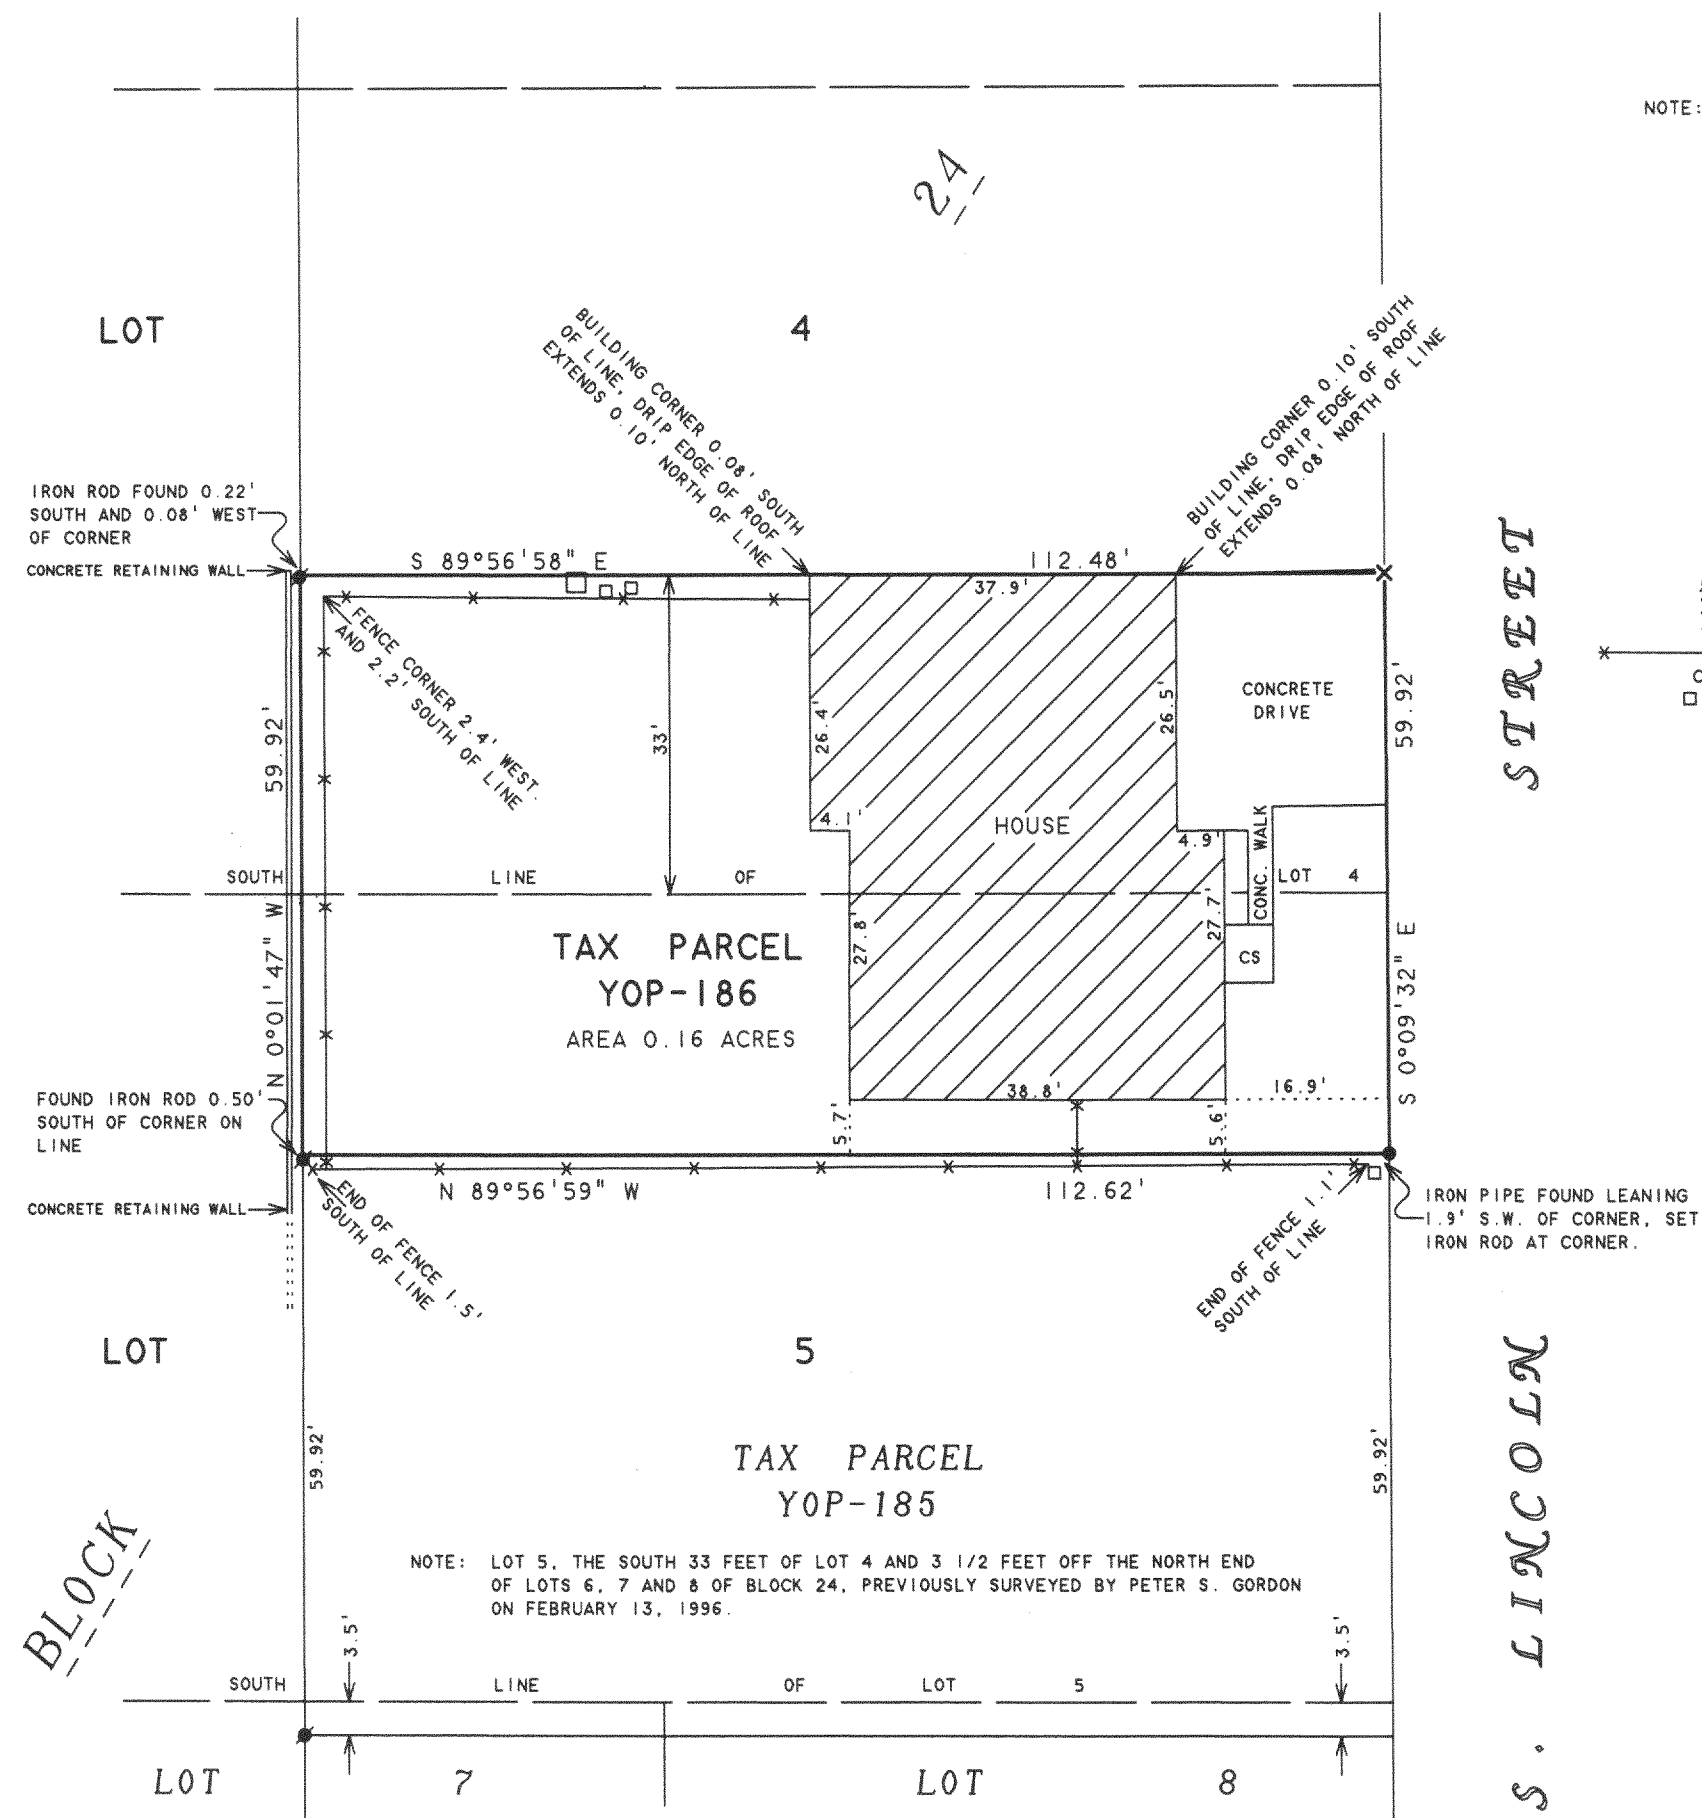 NOTE:
24
LOT 4
BUILDING CORNER 0.08' SOUTH
OF LINE, DRIP EDGE OF ROOF
EXTENDS 0.10' NORTH OF LINE
BUILDING CORNER 0.10' SOUTH
OF LINE, DRIP EDGE OF ROOF
EXTENDS 0.08' NORTH OF LINE
IRON ROD FOUND 0.22'
SOUTH AND 0.08' WEST
OF CORNER
CONCRETE RETAINING WALL
S 89°56'58" E 112.48'
37.9'
FENCE CORNER 2.4' WEST
AND 2.2' SOUTH OF LINE
59.92'
33'
26.4'
26.5'
CONCRETE
DRIVE
59.92'
STREET
4.1'
HOUSE
4.9'
CONC. WALK
SOUTH LINE OF LOT 4
N 0°01'47" W
TAX PARCEL
YOP-186
AREA 0.16 ACRES
27.8'
27.7'
CS
S 0°09'32" E
38.8'
16.9'
5.7'
5.6'
FOUND IRON ROD 0.50'
SOUTH OF CORNER ON
LINE
CONCRETE RETAINING WALL
N 89°56'59" W 112.62'
END OF FENCE 1.5'
SOUTH OF LINE
END OF FENCE 1.1'
SOUTH OF LINE
IRON PIPE FOUND LEANING
1.9' S.W. OF CORNER, SET
IRON ROD AT CORNER.
LOT 5
59.92'
59.92'
TAX PARCEL
YOP-185
S. LINCOLN
BLOCK
NOTE: LOT 5, THE SOUTH 33 FEET OF LOT 4 AND 3 1/2 FEET OFF THE NORTH END
OF LOTS 6, 7 AND 8 OF BLOCK 24, PREVIOUSLY SURVEYED BY PETER S. GORDON
ON FEBRUARY 13, 1996.
3.5'
3.5'
SOUTH LINE OF LOT 5
LOT 7 LOT 8